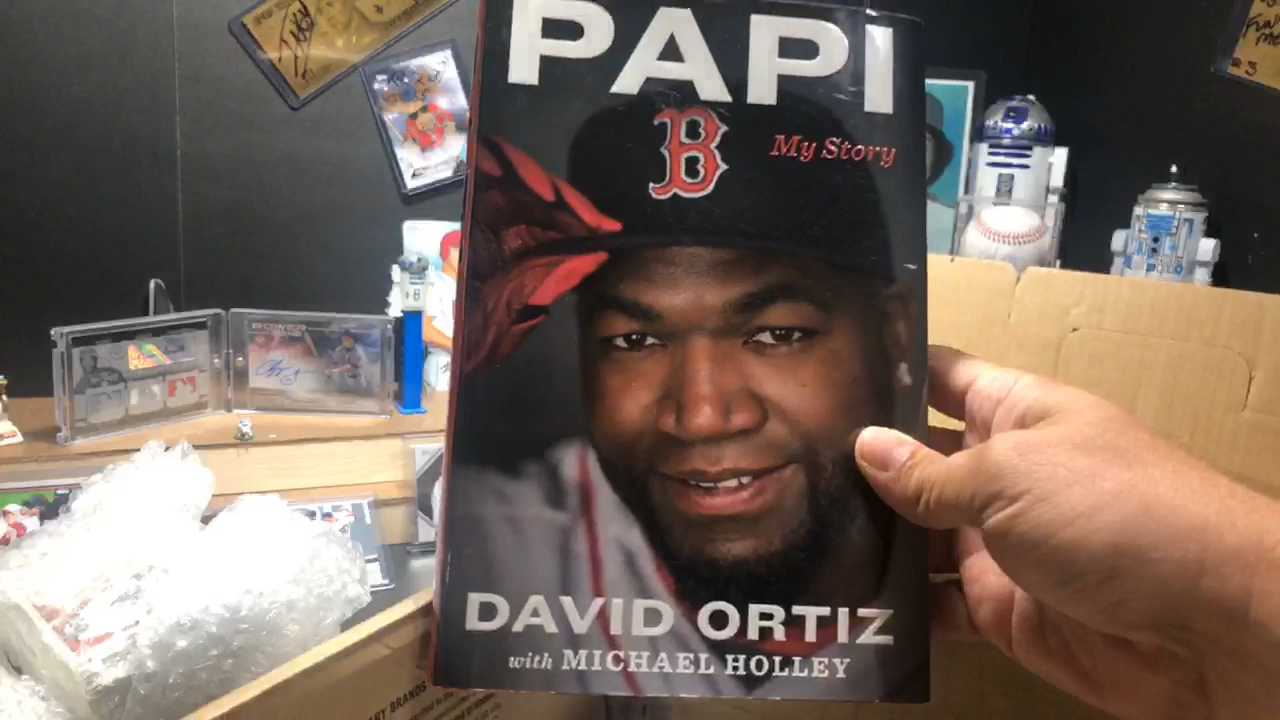 PAPI
B
My Story
DAVID ORTIZ
with MICHAEL HOLLEY